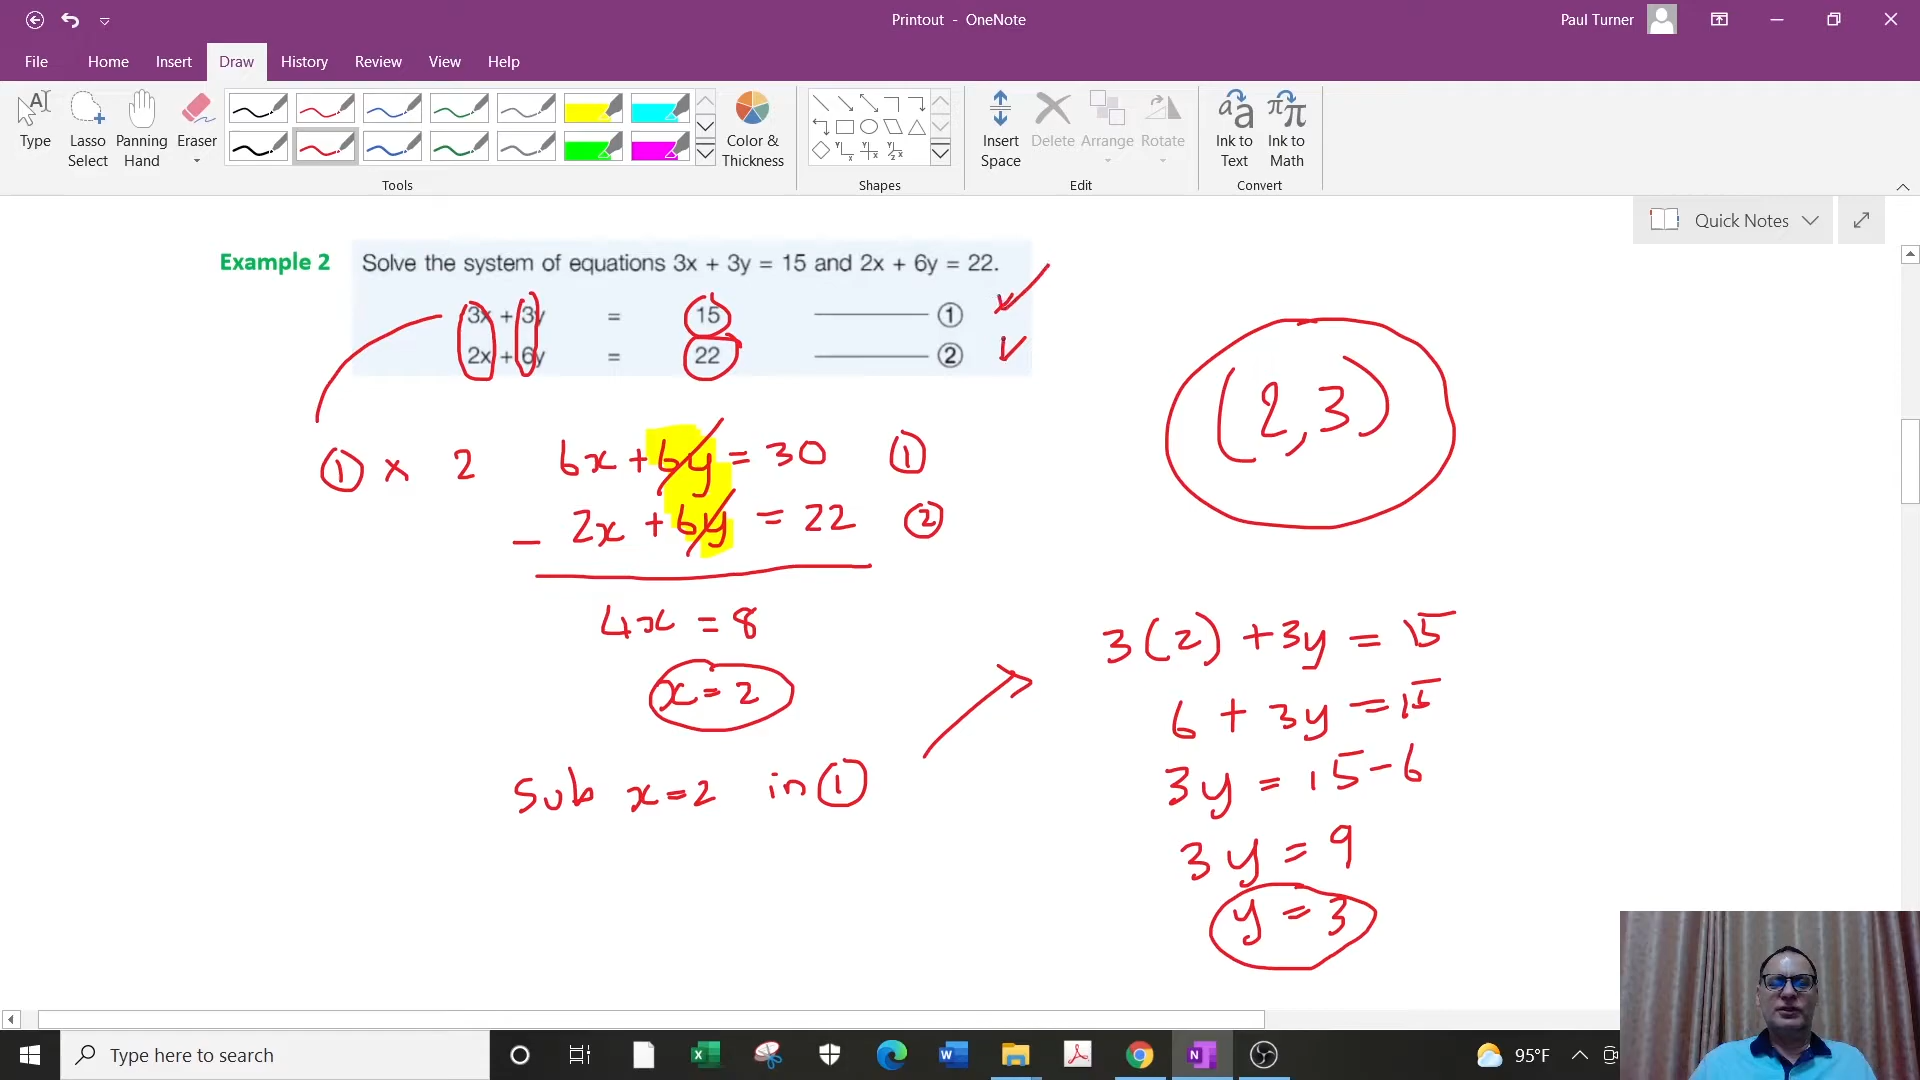 Printout - OneNote
Paul Turner
File Home Insert Draw History Review View Help
Type
Lasso Select
Panning Hand
Eraser
Color & Thickness
Insert Space
Delete
Arrange
Rotate
Ink to Text
Ink to Math
Tools
Shapes
Edit
Convert
Quick Notes
Example 2 Solve the system of equations 3x + 3y = 15 and 2x + 6y = 22.
3x + 3y = 15 ①
2x + 6y = 22 ②
① x 2 6x + 6y = 30 ①
- 2x + 6y = 22 ②
4x = 8
x = 2
Sub x = 2 in ①
(2, 3)
3(2) + 3y = 15
6 + 3y = 15
3y = 15 - 6
3y = 9
y = 3
Type here to search
95°F